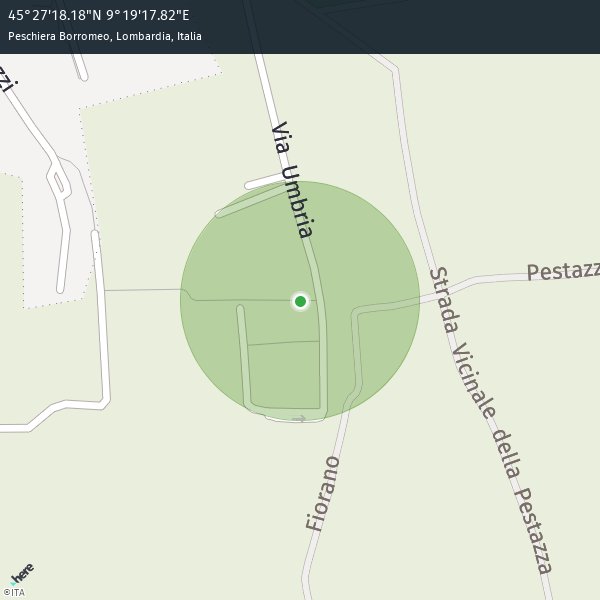 45°27'18.18"N 9°19'17.82"E
Peschiera Borromeo, Lombardia, Italia
zzi
Via Umbria
Pestazz
Strada Vicinale della Pestazza
Fiorano
here
©ITA